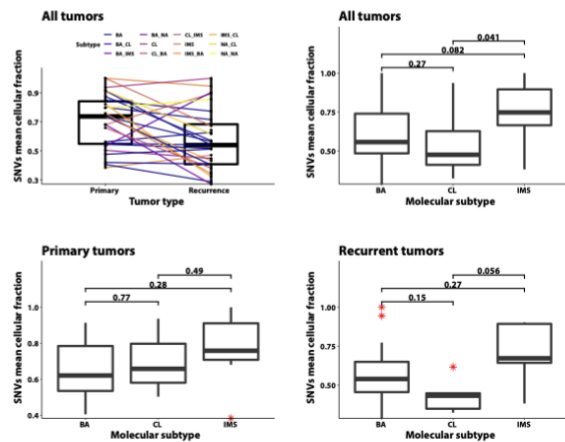 All tumors
Subtype
BA
BA_CL
BA_IMS
BA_NA
CL
CL_BA
CL_IMS
IMS
IMS_BA
IMS_CL
NA_CL
NA_NA
SNVs mean cellular fraction
0.9
0.7
0.5
0.3
Primary
Recurrence
Tumor type
All tumors
0.041
0.082
0.27
SNVs mean cellular fraction
1.00
0.75
0.50
BA
CL
IMS
Molecular subtype
Primary tumors
0.49
0.28
0.77
SNVs mean cellular fraction
1.0
0.8
0.6
0.4
BA
CL
IMS
Molecular subtype
Recurrent tumors
0.056
0.27
0.15
SNVs mean cellular fraction
1.00
0.75
0.50
BA
CL
IMS
Molecular subtype